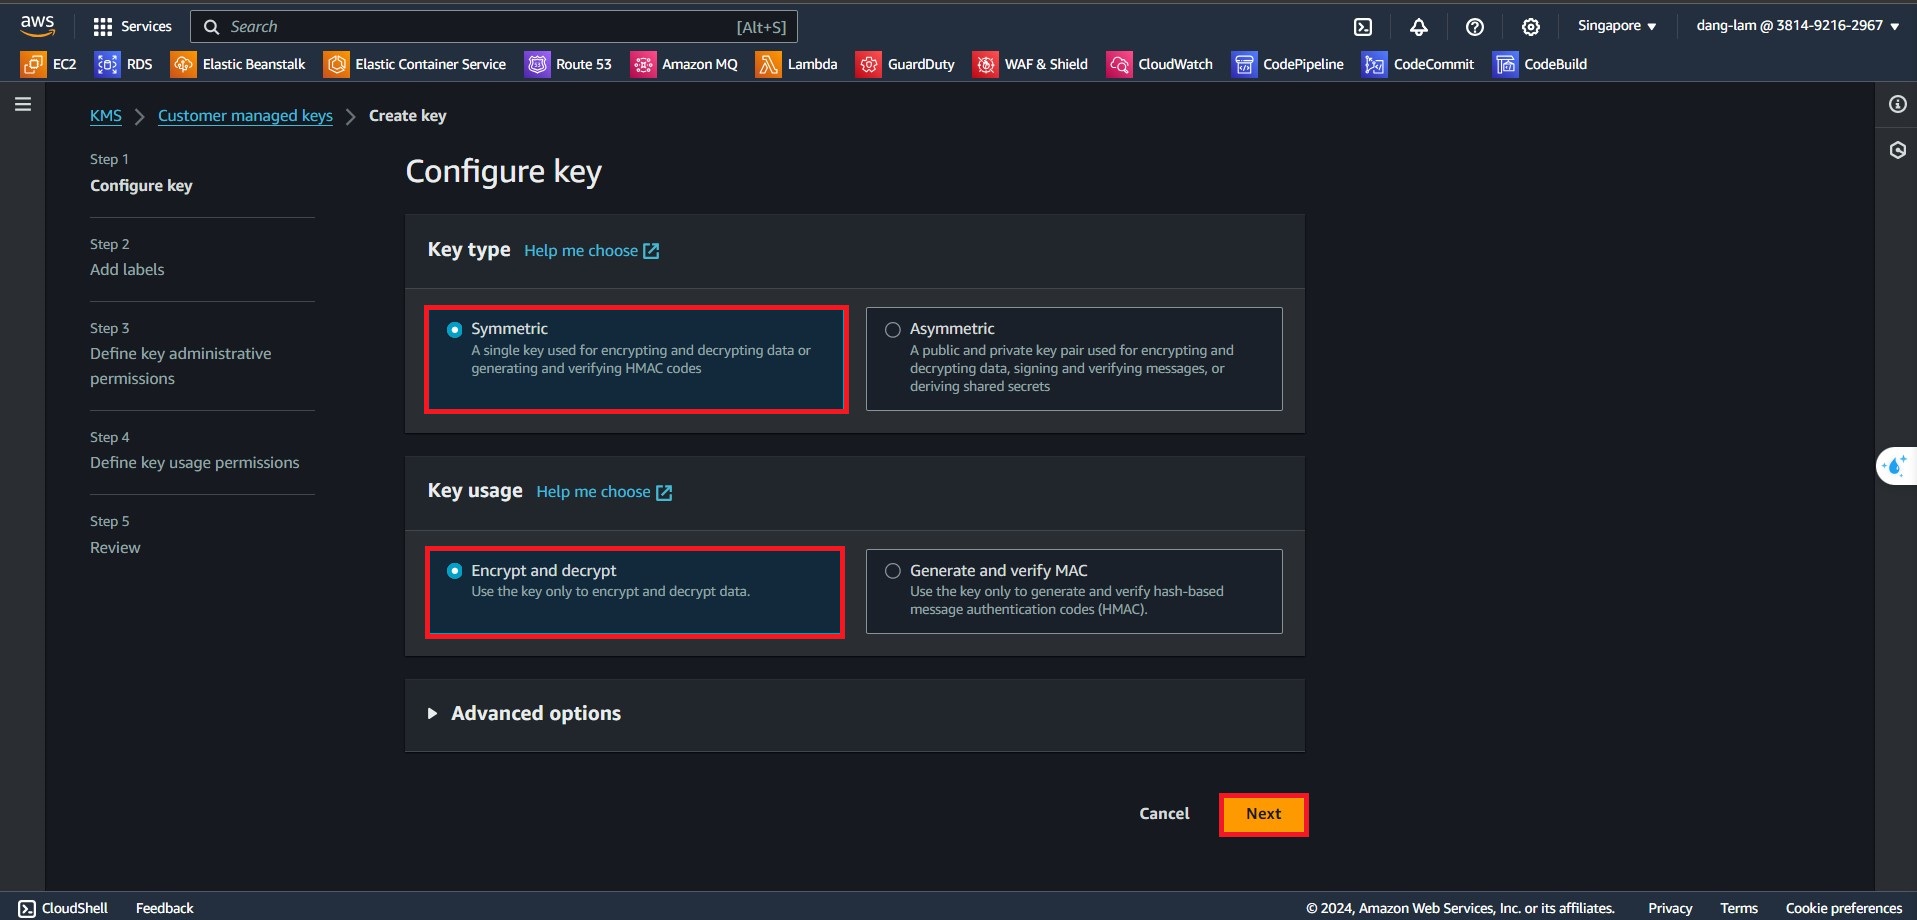 aws
Services
Search [Alt+S]
Singapore
dang-lam @ 3814-9216-2967
EC2
RDS
Elastic Beanstalk
Elastic Container Service
Route 53
Amazon MQ
Lambda
GuardDuty
WAF & Shield
CloudWatch
CodePipeline
CodeCommit
CodeBuild
KMS
Customer managed keys
Create key
Step 1
Configure key
Step 2
Add labels
Step 3
Define key administrative
permissions
Step 4
Define key usage permissions
Step 5
Review
Configure key
Key type Help me choose
Symmetric
A single key used for encrypting and decrypting data or
generating and verifying HMAC codes
Asymmetric
A public and private key pair used for encrypting and
decrypting data, signing and verifying messages, or
deriving shared secrets
Key usage Help me choose
Encrypt and decrypt
Use the key only to encrypt and decrypt data.
Generate and verify MAC
Use the key only to generate and verify hash-based
message authentication codes (HMAC).
Advanced options
Cancel
Next
CloudShell
Feedback
© 2024, Amazon Web Services, Inc. or its affiliates.
Privacy
Terms
Cookie preferences